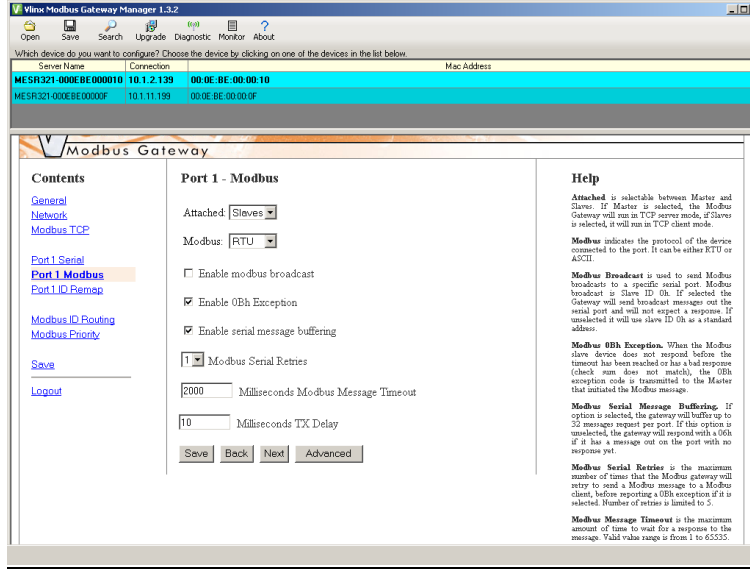 Vlinx Modbus Gateway Manager 1.3.2
Open Save Search Upgrade Diagnostic Monitor About
Which device do you want to configure? Choose the device by clicking on one of the devices in the list below.
Server Name Connection Mac Address
MESR321-000EBE000010 10.1.2.139 00:0E:BE:00:00:10
MESR321-000EBE00000F 10.1.11.199 00:0E:BE:00:00:0F
Modbus Gateway
Contents
General
Network
Modbus TCP
Port1 Serial
Port 1 Modbus
Port1 ID Remap
Modbus ID Routing
Modbus Priority
Save
Logout
Port 1 - Modbus
Attached: Slaves
Modbus: RTU
Enable modbus broadcast
Enable 0Bh Exception
Enable serial message buffering
1 Modbus Serial Retries
2000 Milliseconds Modbus Message Timeout
10 Milliseconds TX Delay
Save Back Next Advanced
Help
Attached is selectable between Master and
Slaves. If Master is selected, the Modbus
Gateway will run in TCP server mode, if Slaves
is selected, it will run in TCP client mode.
Modbus indicates the protocol of the device
connected to the port. It can be either RTU or
ASCII.
Modbus Broadcast is used to send Modbus
broadcasts to a specific serial port. Modbus
broadcast is Slave ID 0h. If selected the
Gateway will send broadcast messages out the
serial port and will not expect a response. If
unselected it will use slave ID 0h as a standard
address.
Modbus 0Bh Exception. When the Modbus
slave device does not respond before the
timeout has been reached or has a bad response
(check sum does not match), the 0Bh
exception code is transmitted to the Master
that initiated the Modbus message.
Modbus Serial Message Buffering. If
option is selected, the gateway will buffer up to
32 messages request per port. If this option is
unselected, the gateway will respond with a 06h
if it has a message out on the port with no
response yet.
Modbus Serial Retries is the maximum
number of times that the Modbus gateway will
retry to send a Modbus message to a Modbus
client, before reporting a 0Bh exception if it is
selected. Number of retries is limited to 5.
Modbus Message Timeout is the maximum
amount of time to wait for a response to the
message. Valid value range is from 1 to 65535.